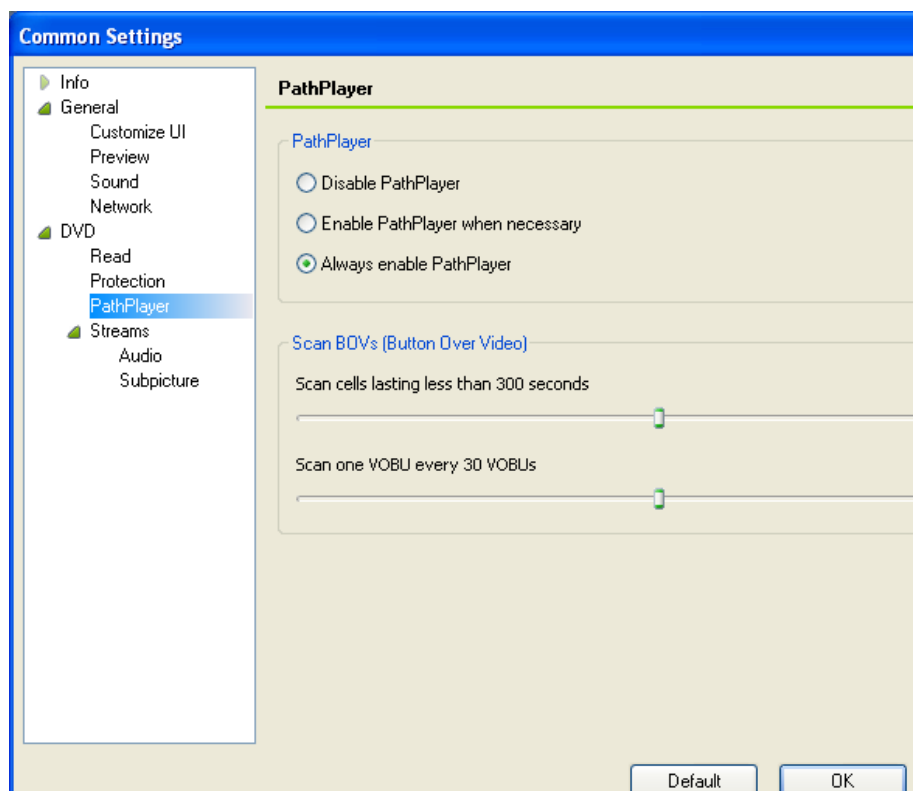 Common Settings
Info
General
Customize UI
Preview
Sound
Network
DVD
Read
Protection
PathPlayer
Streams
Audio
Subpicture
PathPlayer
PathPlayer
Disable PathPlayer
Enable PathPlayer when necessary
Always enable PathPlayer
Scan BOVs (Button Over Video)
Scan cells lasting less than 300 seconds
Scan one VOBU every 30 VOBUs
Default
OK